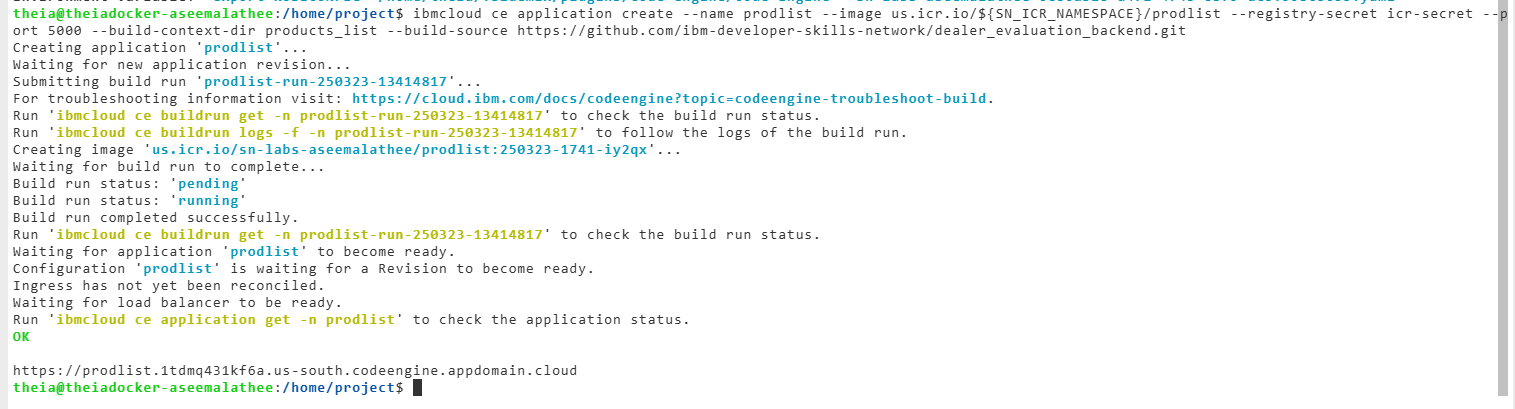 theia@theiadocker-aseemalathee:/home/project$ ibmcloud ce application create --name prodlist --image us.icr.io/${SN_ICR_NAMESPACE}/prodlist --registry-secret icr-secret --p
ort 5000 --build-context-dir products_list --build-source https://github.com/ibm-developer-skills-network/dealer_evaluation_backend.git
Creating application 'prodlist'...
Waiting for new application revision...
Submitting build run 'prodlist-run-250323-13414817'...
For troubleshooting information visit: https://cloud.ibm.com/docs/codeengine?topic=codeengine-troubleshoot-build.
Run 'ibmcloud ce buildrun get -n prodlist-run-250323-13414817' to check the build run status.
Run 'ibmcloud ce buildrun logs -f -n prodlist-run-250323-13414817' to follow the logs of the build run.
Creating image 'us.icr.io/sn-labs-aseemalathee/prodlist:250323-1741-iy2qx'...
Waiting for build run to complete...
Build run status: 'pending'
Build run status: 'running'
Build run completed successfully.
Run 'ibmcloud ce buildrun get -n prodlist-run-250323-13414817' to check the build run status.
Waiting for application 'prodlist' to become ready.
Configuration 'prodlist' is waiting for a Revision to become ready.
Ingress has not yet been reconciled.
Waiting for load balancer to be ready.
Run 'ibmcloud ce application get -n prodlist' to check the application status.
OK
https://prodlist.1tdmq431kf6a.us-south.codeengine.appdomain.cloud
theia@theiadocker-aseemalathee:/home/project$